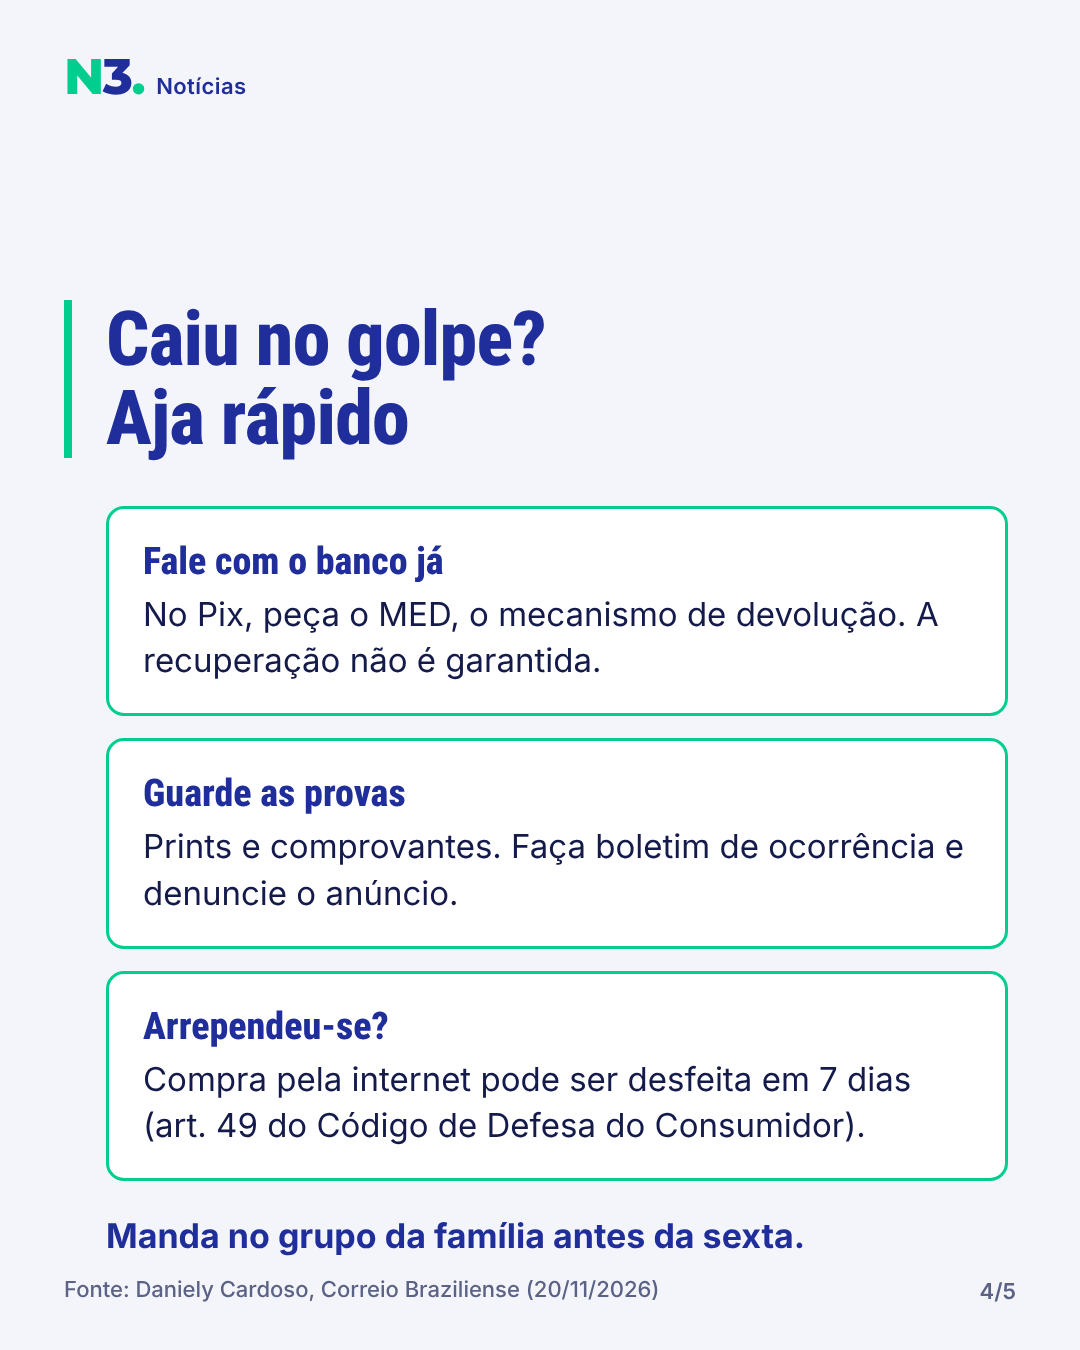 N3. Notícias
Caiu no golpe?
Aja rápido
Fale com o banco já
No Pix, peça o MED, o mecanismo de devolução. A
recuperação não é garantida.
Guarde as provas
Prints e comprovantes. Faça boletim de ocorrência e
denuncie o anúncio.
Arrependeu-se?
Compra pela internet pode ser desfeita em 7 dias
(art. 49 do Código de Defesa do Consumidor).
Manda no grupo da família antes da sexta.
Fonte: Daniely Cardoso, Correio Braziliense (20/11/2026)
4/5